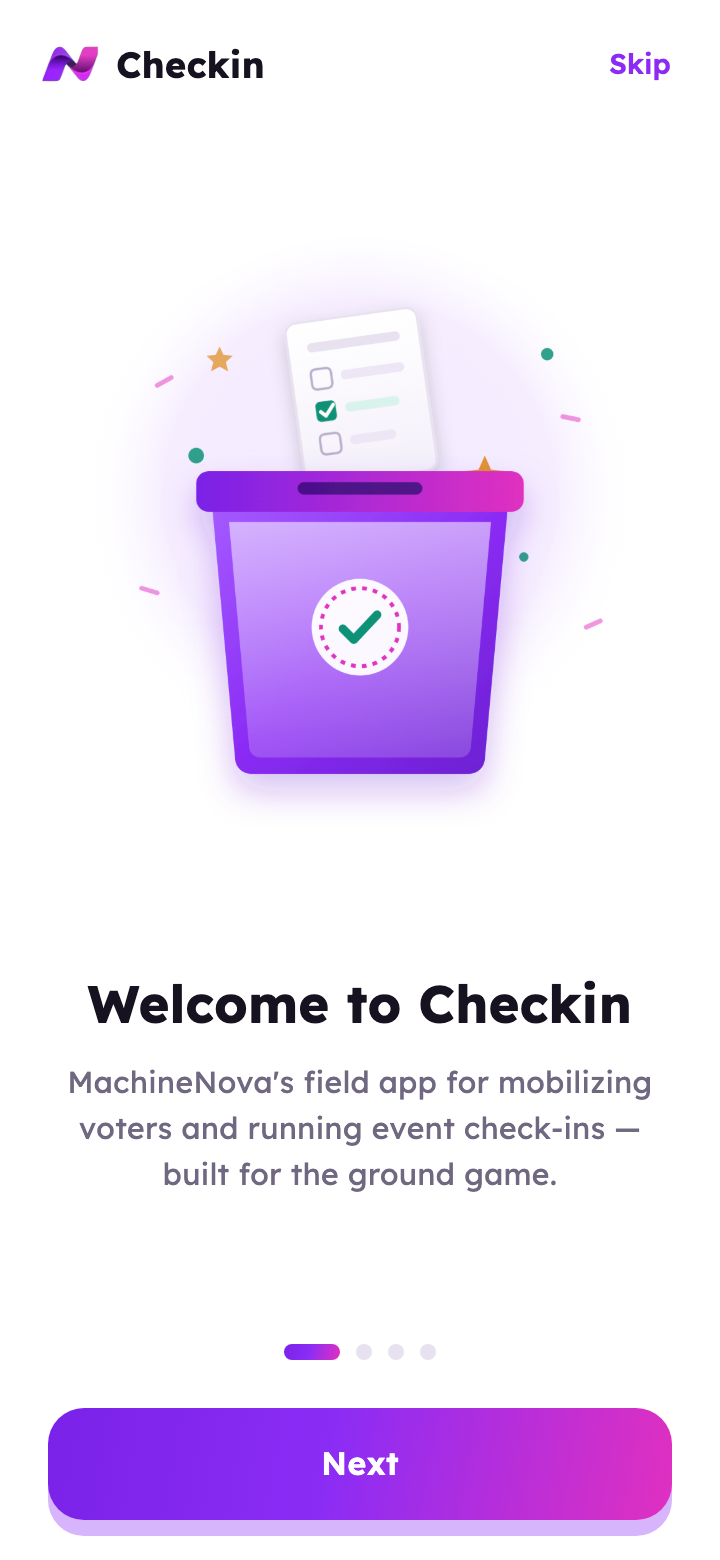 Checkin
Skip
Welcome to Checkin
MachineNova's field app for mobilizing
voters and running event check-ins —
built for the ground game.
Next